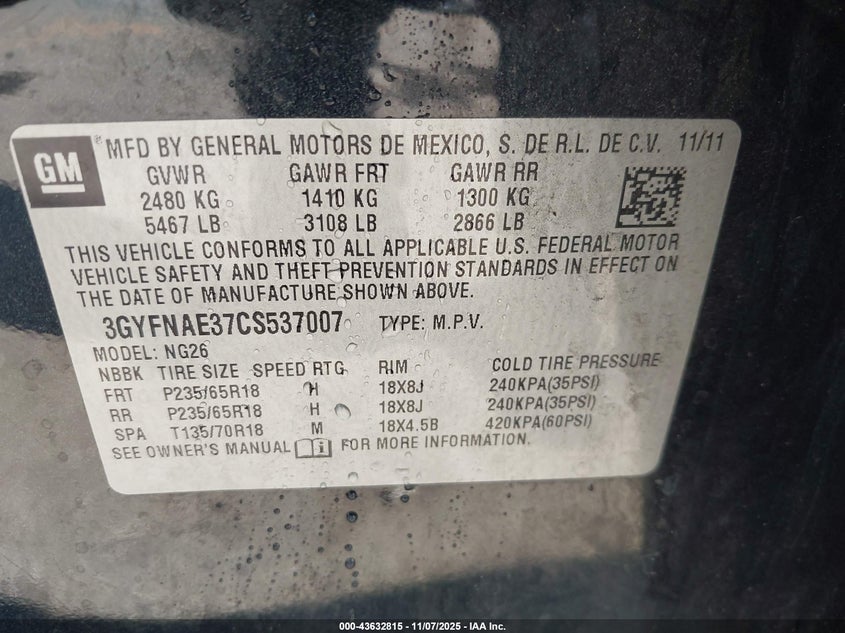 GM
® MFD BY GENERAL MOTORS DE MEXICO, S. DE R.L. DE C.V. 11/11
GVWR GAWR FRT GAWR RR
2480 KG 1410 KG 1300 KG
5467 LB 3108 LB 2866 LB
THIS VEHICLE CONFORMS TO ALL APPLICABLE U.S. FEDERAL MOTOR
VEHICLE SAFETY AND THEFT PREVENTION STANDARDS IN EFFECT ON
THE DATE OF MANUFACTURE SHOWN ABOVE.
3GYFNAE37CS537007 TYPE: M.P.V.
MODEL: NG26
NBBK TIRE SIZE SPEED RTG RIM COLD TIRE PRESSURE
FRT P235/65R18 H 18X8J 240KPA(35PSI)
RR P235/65R18 H 18X8J 240KPA(35PSI)
SPA T135/70R18 M 18X4.5B 420KPA(60PSI)
SEE OWNER'S MANUAL FOR MORE INFORMATION.
000-43632815 - 11/07/2025 - IAA Inc.